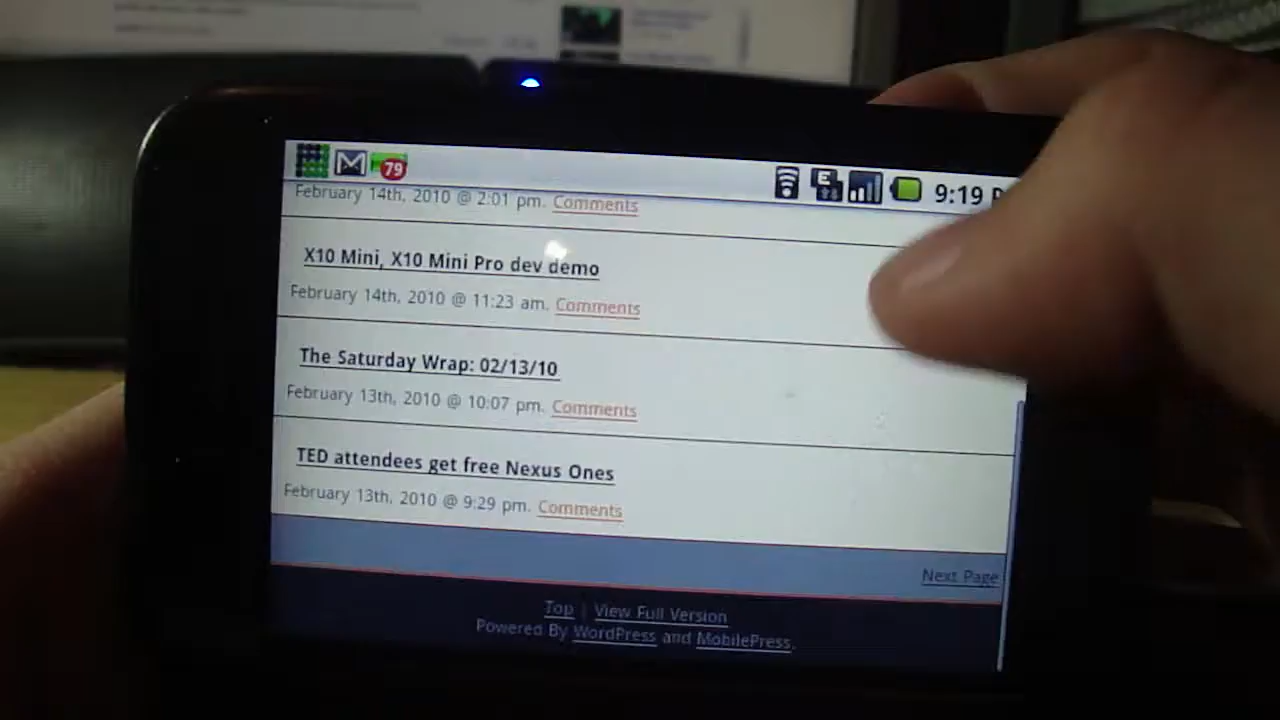 79
9:19
February 14th, 2010 @ 2:01 pm. Comments
X10 Mini, X10 Mini Pro dev demo
February 14th, 2010 @ 11:23 am. Comments
The Saturday Wrap: 02/13/10
February 13th, 2010 @ 10:07 pm. Comments
TED attendees get free Nexus Ones
February 13th, 2010 @ 9:29 pm. Comments
Next Page
Top | View Full Version
Powered By WordPress and MobilePress.